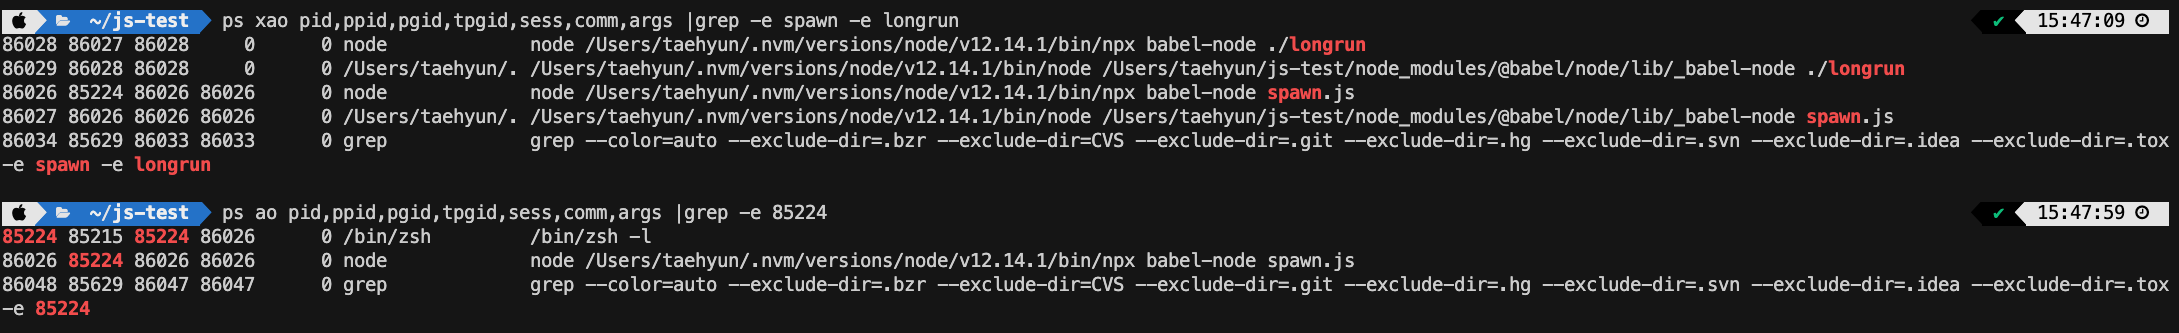 ~/js-test ps xao pid,ppid,pgid,tpgid,sess,comm,args |grep -e spawn -e longrun ✔ 15:47:09
86028 86027 86028 0 0 node node /Users/taehyun/.nvm/versions/node/v12.14.1/bin/npx babel-node ./longrun
86029 86028 86028 0 0 /Users/taehyun/. /Users/taehyun/.nvm/versions/node/v12.14.1/bin/node /Users/taehyun/js-test/node_modules/@babel/node/lib/_babel-node ./longrun
86026 85224 86026 86026 0 node node /Users/taehyun/.nvm/versions/node/v12.14.1/bin/npx babel-node spawn.js
86027 86026 86026 86026 0 /Users/taehyun/. /Users/taehyun/.nvm/versions/node/v12.14.1/bin/node /Users/taehyun/js-test/node_modules/@babel/node/lib/_babel-node spawn.js
86034 85629 86033 86033 0 grep grep --color=auto --exclude-dir=.bzr --exclude-dir=CVS --exclude-dir=.git --exclude-dir=.hg --exclude-dir=.svn --exclude-dir=.idea --exclude-dir=.tox
-e spawn -e longrun
~/js-test ps ao pid,ppid,pgid,tpgid,sess,comm,args |grep -e 85224 ✔ 15:47:59
85224 85215 85224 86026 0 /bin/zsh /bin/zsh -l
86026 85224 86026 86026 0 node node /Users/taehyun/.nvm/versions/node/v12.14.1/bin/npx babel-node spawn.js
86048 85629 86047 86047 0 grep grep --color=auto --exclude-dir=.bzr --exclude-dir=CVS --exclude-dir=.git --exclude-dir=.hg --exclude-dir=.svn --exclude-dir=.idea --exclude-dir=.tox
-e 85224